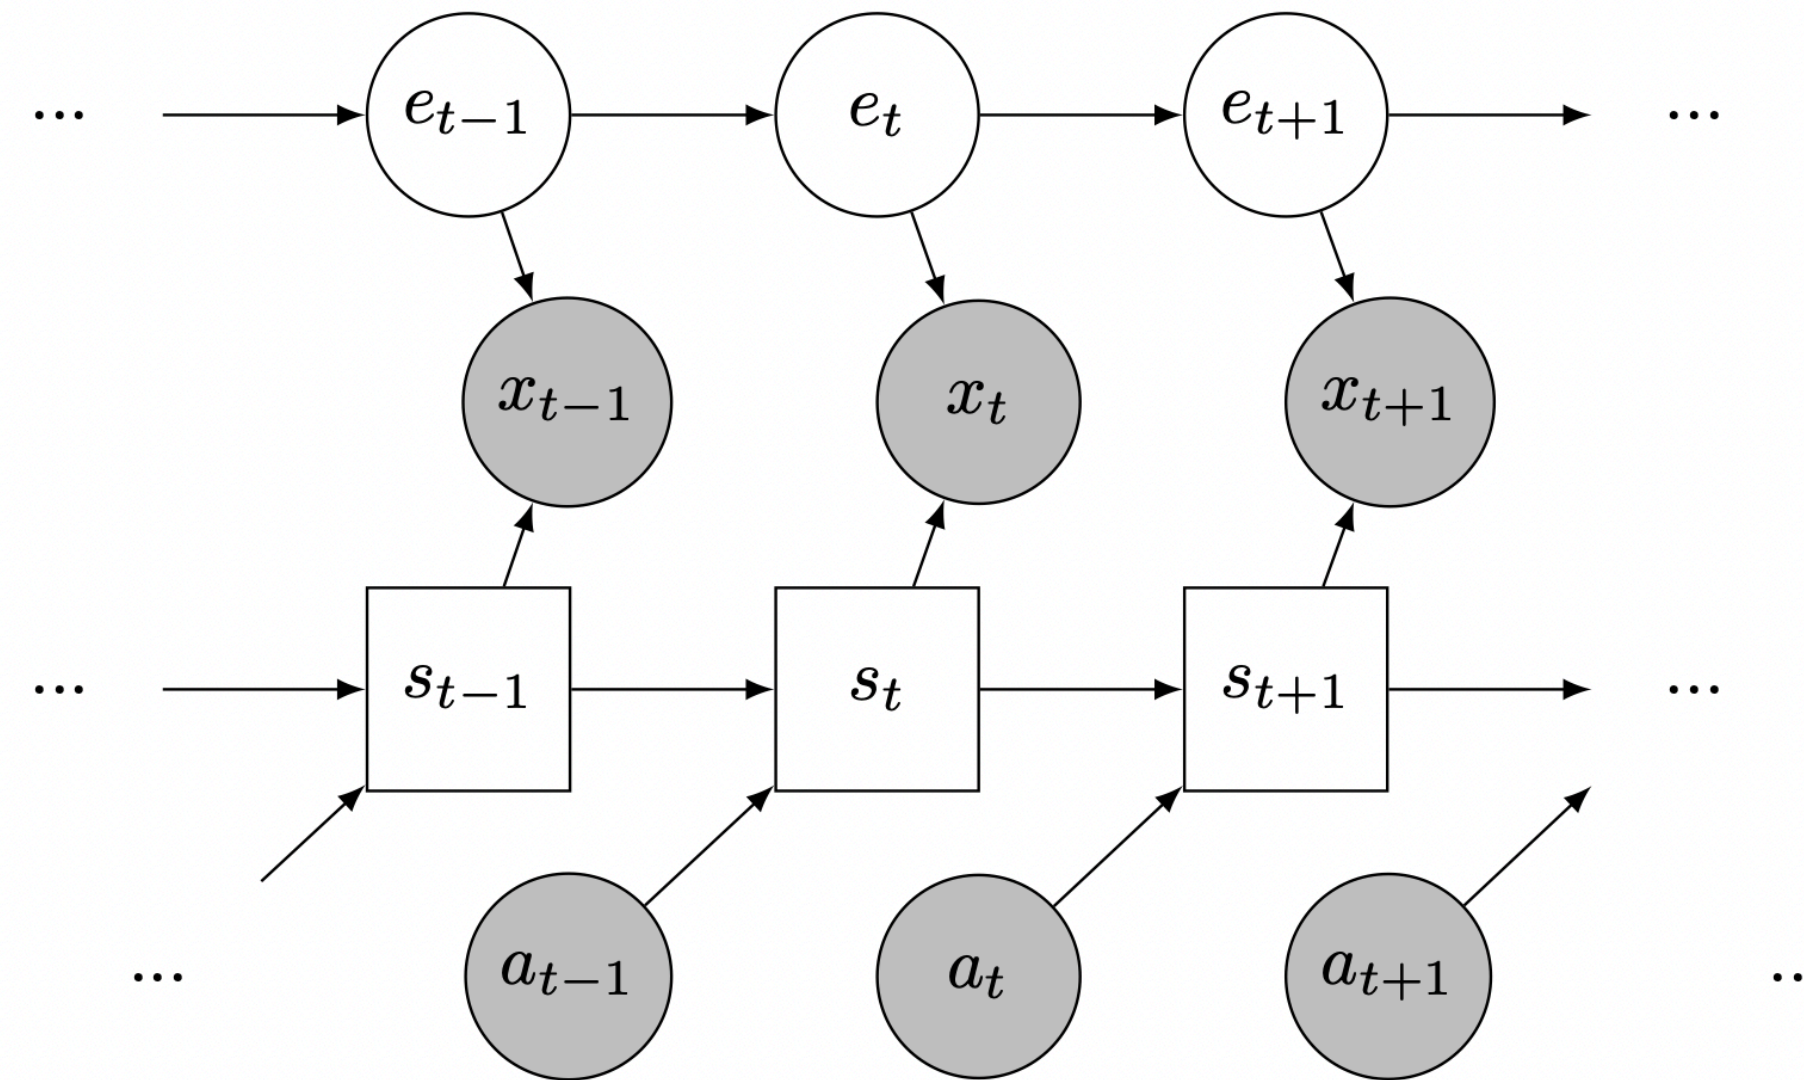 ... e_{t-1} e_t e_{t+1} ...
x_{t-1} x_t x_{t+1}
... s_{t-1} s_t s_{t+1} ...
... a_{t-1} a_t a_{t+1} ..